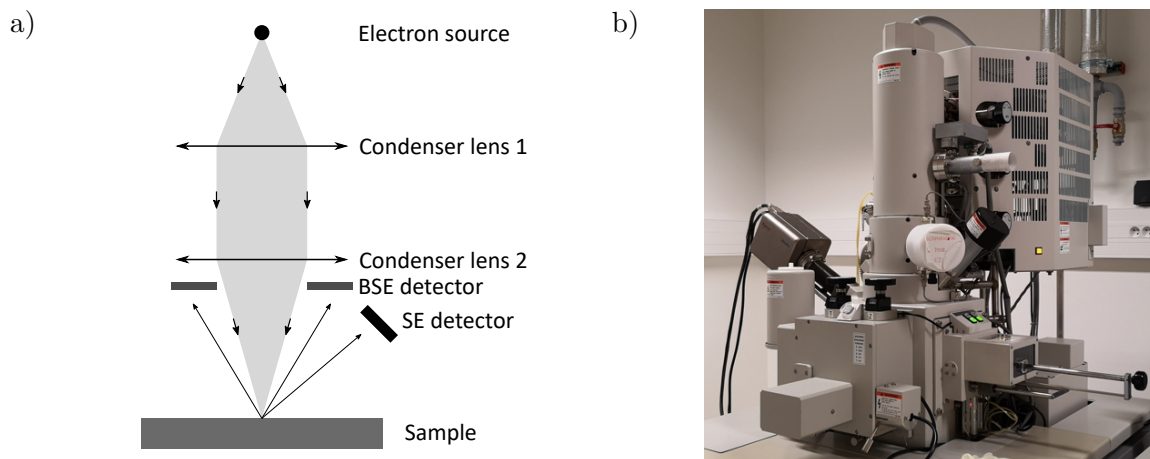 a)
Electron source
Condenser lens 1
Condenser lens 2
BSE detector
SE detector
Sample
b)